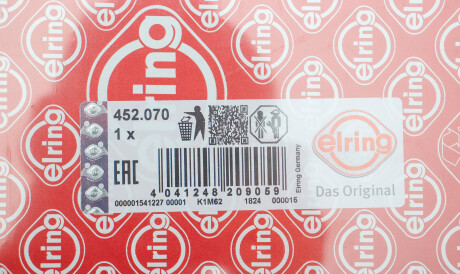 elring
452.070
1 x
EAC
4 041248 209059
000001541227 00001 K1M62 1824 000015
Elring Germany
elring
Das Original